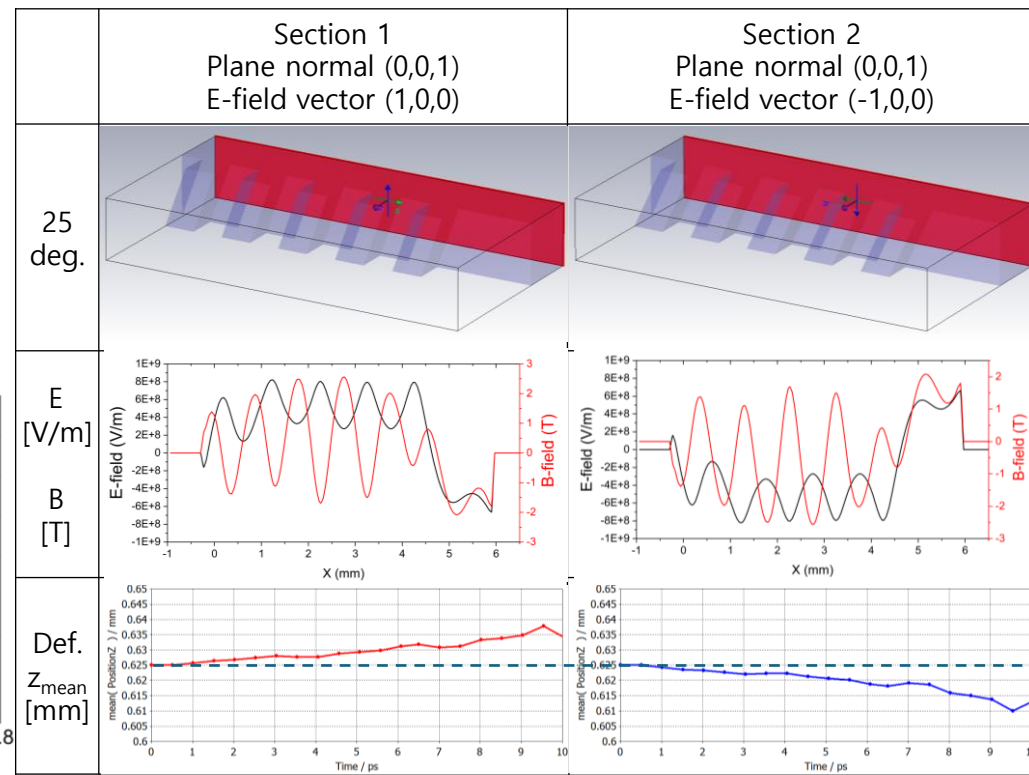 Section 1
Plane normal (0,0,1)
E-field vector (1,0,0)
Section 2
Plane normal (0,0,1)
E-field vector (-1,0,0)
25
deg.
E
[V/m]
B
[T]
1E+9
8E+8
6E+8
4E+8
2E+8
0
-2E+8
-4E+8
-6E+8
-8E+8
-1E+9
E-field (V/m)
3
2
1
0
-1
-2
-3
B-field (T)
-1 0 1 2 3 4 5 6
X (mm)
1E+9
8E+8
6E+8
4E+8
2E+8
0
-2E+8
-4E+8
-6E+8
-8E+8
-1E+9
E-field (V/m)
2
1
0
-1
-2
-3
B-field (T)
-1 0 1 2 3 4 5 6
X (mm)
Def.
Zmean
[mm]
0.65
0.645
0.64
0.635
0.63
0.625
0.62
0.615
0.61
0.605
0.6
mean( PositionZ ) / mm
0 1 2 3 4 5 6 7 8 9 10
Time / ps
0.65
0.645
0.64
0.635
0.63
0.625
0.62
0.615
0.61
0.605
0.6
mean( PositionZ ) / mm
0 1 2 3 4 5 6 7 8 9 10
Time / ps